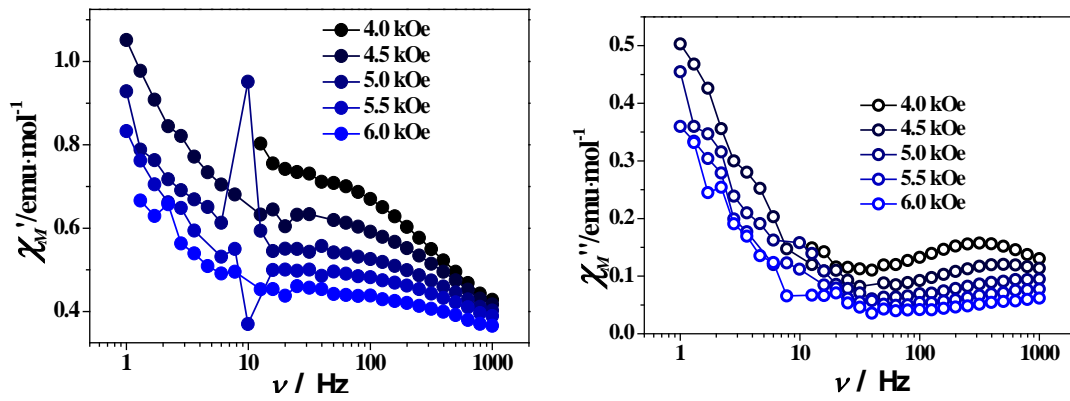 4.0 kOe
4.5 kOe
5.0 kOe
5.5 kOe
6.0 kOe
1.0
0.8
0.6
0.4
χM'/emu·mol-1
1 10 100 1000
ν / Hz
0.5
0.4
0.3
0.2
0.1
0.0
χM''/emu·mol-1
4.0 kOe
4.5 kOe
5.0 kOe
5.5 kOe
6.0 kOe
1 10 100 1000
ν / Hz